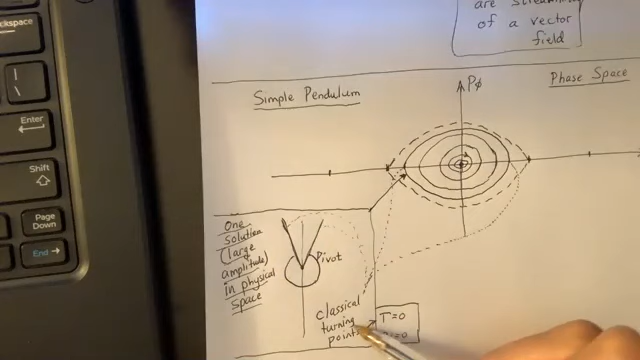 are streamlines
of a vector
field
Simple Pendulum
Pφ
Phase Space
One
solution
(large
amplitude)
in physical
space
Pivot
classical
turning
points
T=0
kspace
Enter
Shift
Page
Down
End